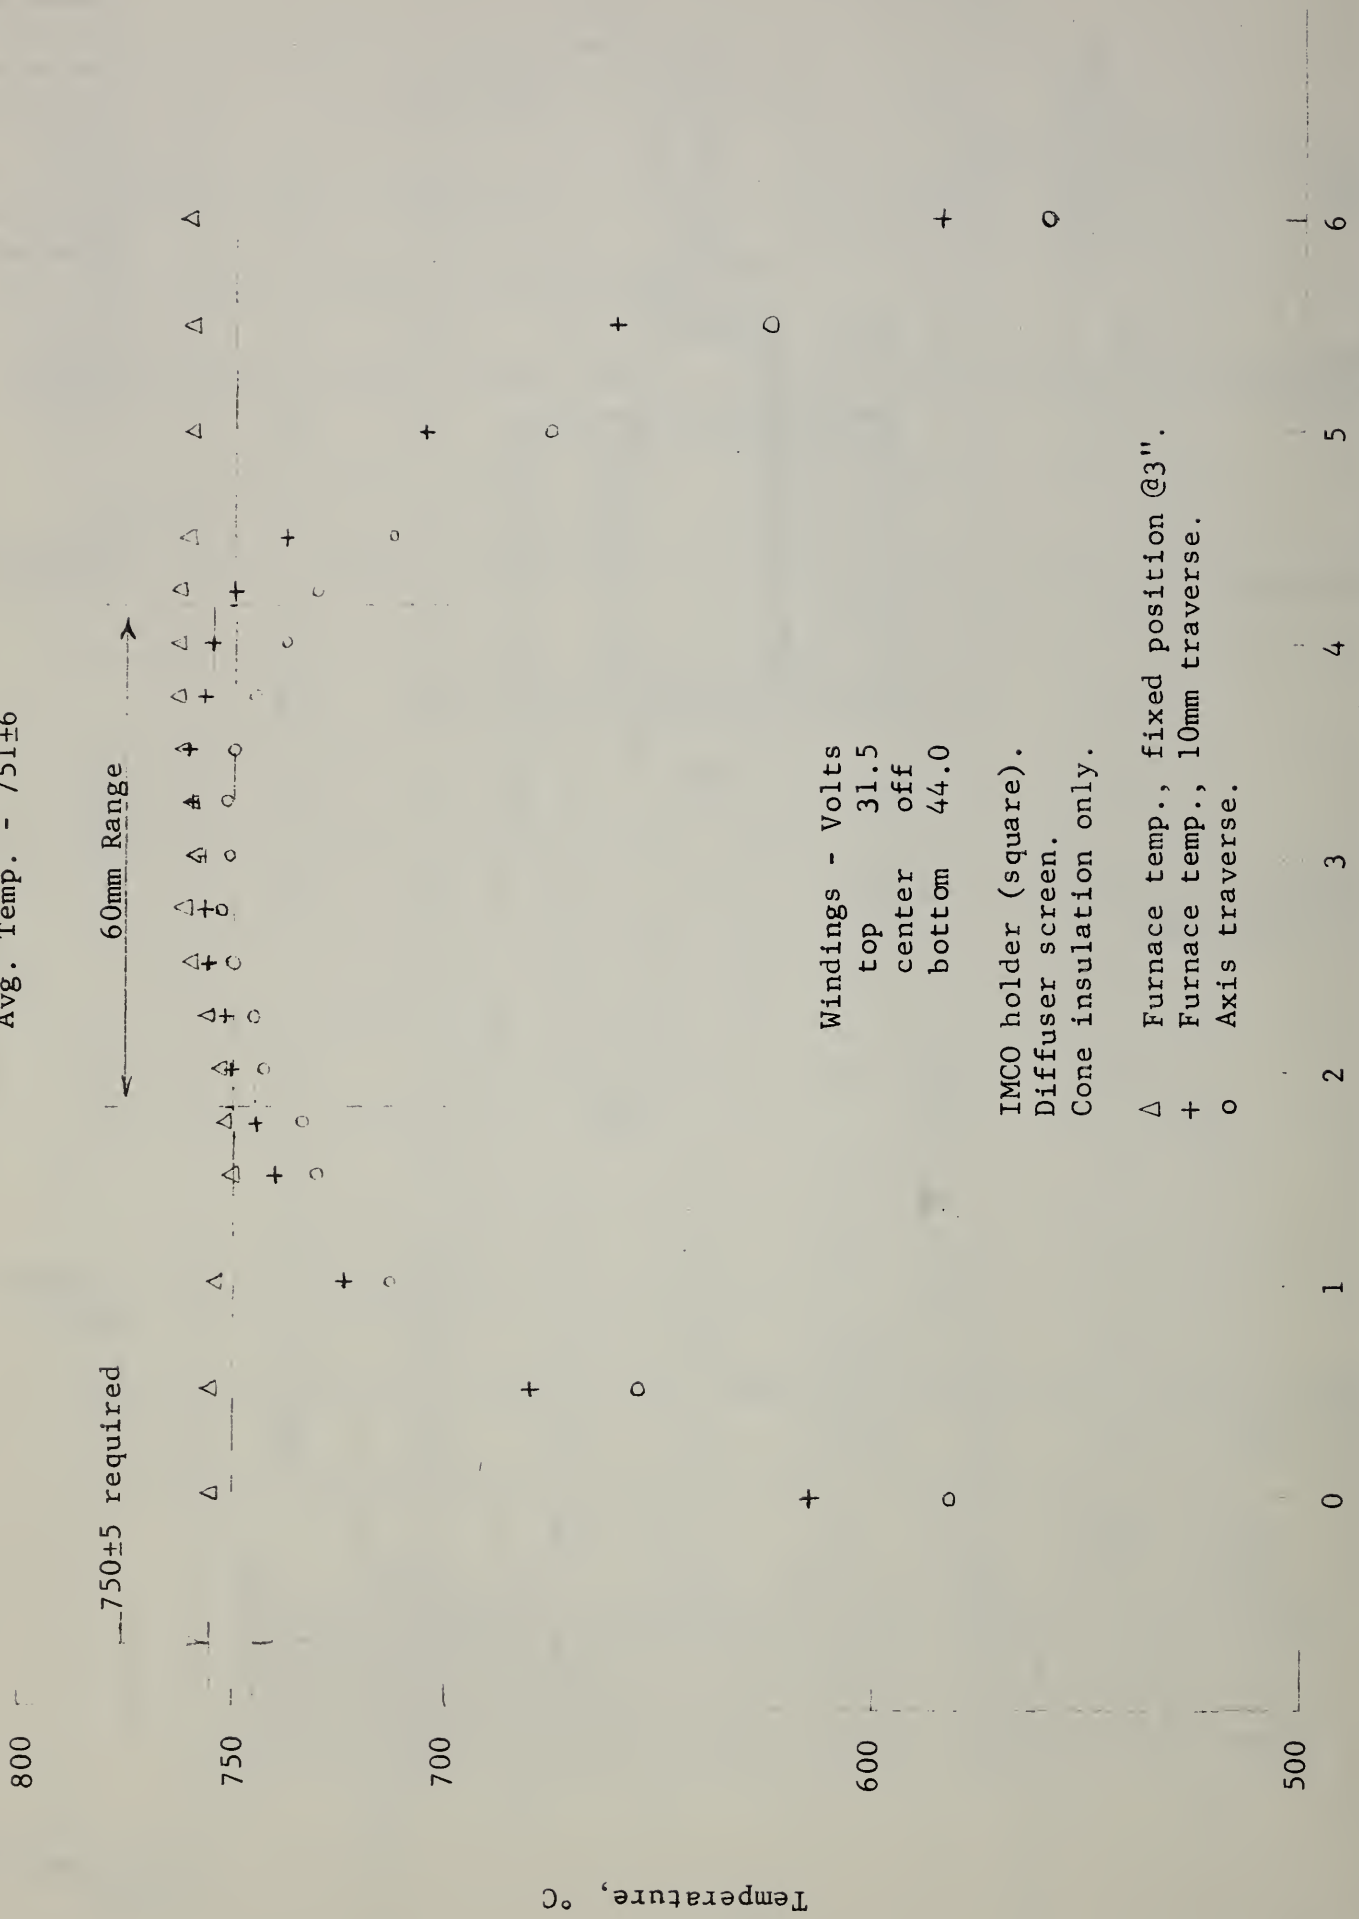 Avg. Temp. - 751±6
60mm Range
750±5 required
800
750
700
600
500
Temperature, °C
Windings - Volts
top 31.5
center off
bottom 44.0
IMCO holder (square).
Diffuser screen.
Cone insulation only.
Δ Furnace temp., fixed position @3".
+ Furnace temp., 10mm traverse.
o Axis traverse.
0 1 2 3 4 5 6